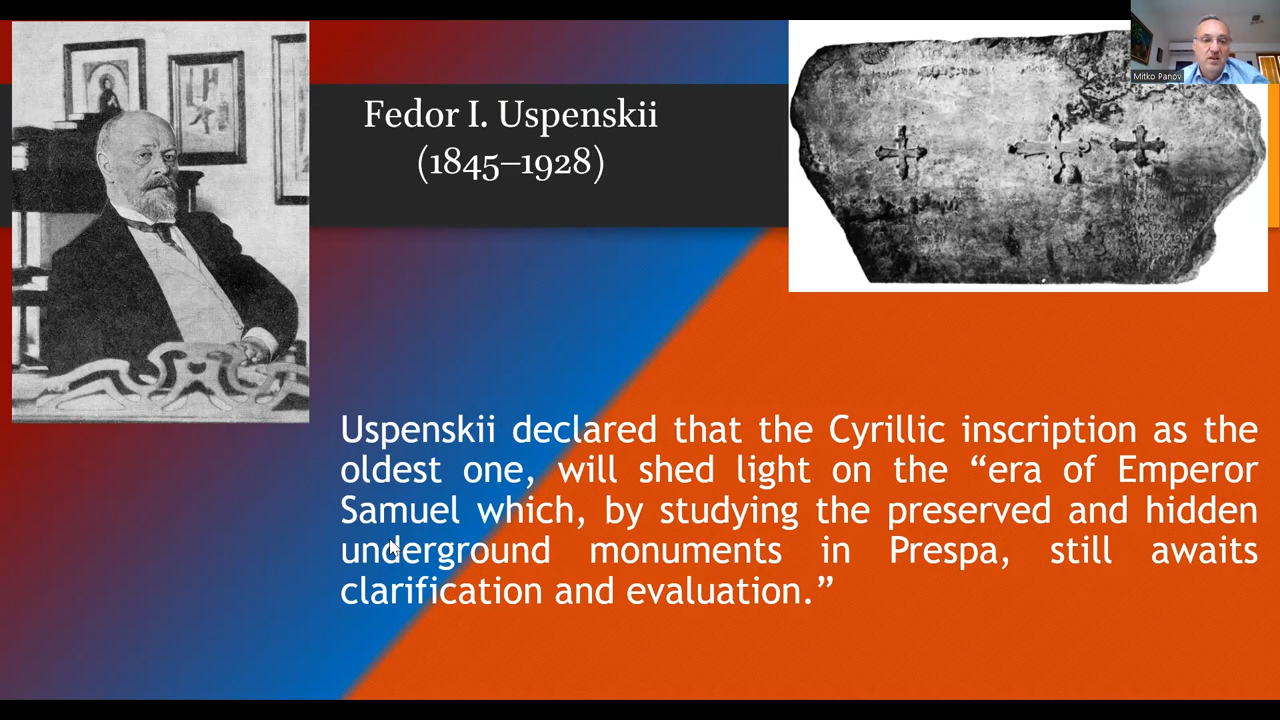 Fedor I. Uspenskii
(1845–1928)
Mitko Panov
Uspenskii declared that the Cyrillic inscription as the
oldest one, will shed light on the “era of Emperor
Samuel which, by studying the preserved and hidden
underground monuments in Prespa, still awaits
clarification and evaluation.”